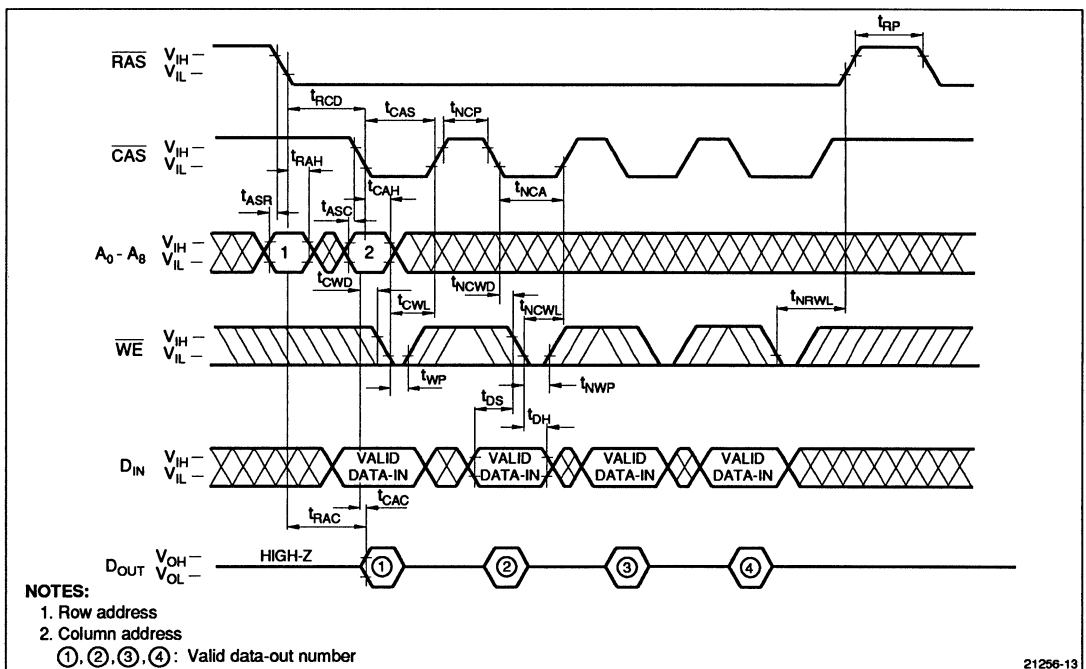 tRP
RAS VIH
VIL
tRCD
tCAS
tNCP
CAS VIH
VIL
tRAH
tCAH
tNCA
tASR
tASC
A0 - A8 VIH
VIL
1
2
tCWD
tCWL
tNCWD
tNCWL
tNRWL
WE VIH
VIL
tWP
tNWP
tDS
tDH
DIN VIH
VIL
VALID DATA-IN
VALID DATA-IN
VALID DATA-IN
VALID DATA-IN
tCAC
tRAC
DOUT VOH
VOL
HIGH-Z
① ② ③ ④
NOTES:
1. Row address
2. Column address
①, ②, ③, ④ : Valid data-out number
21256-13